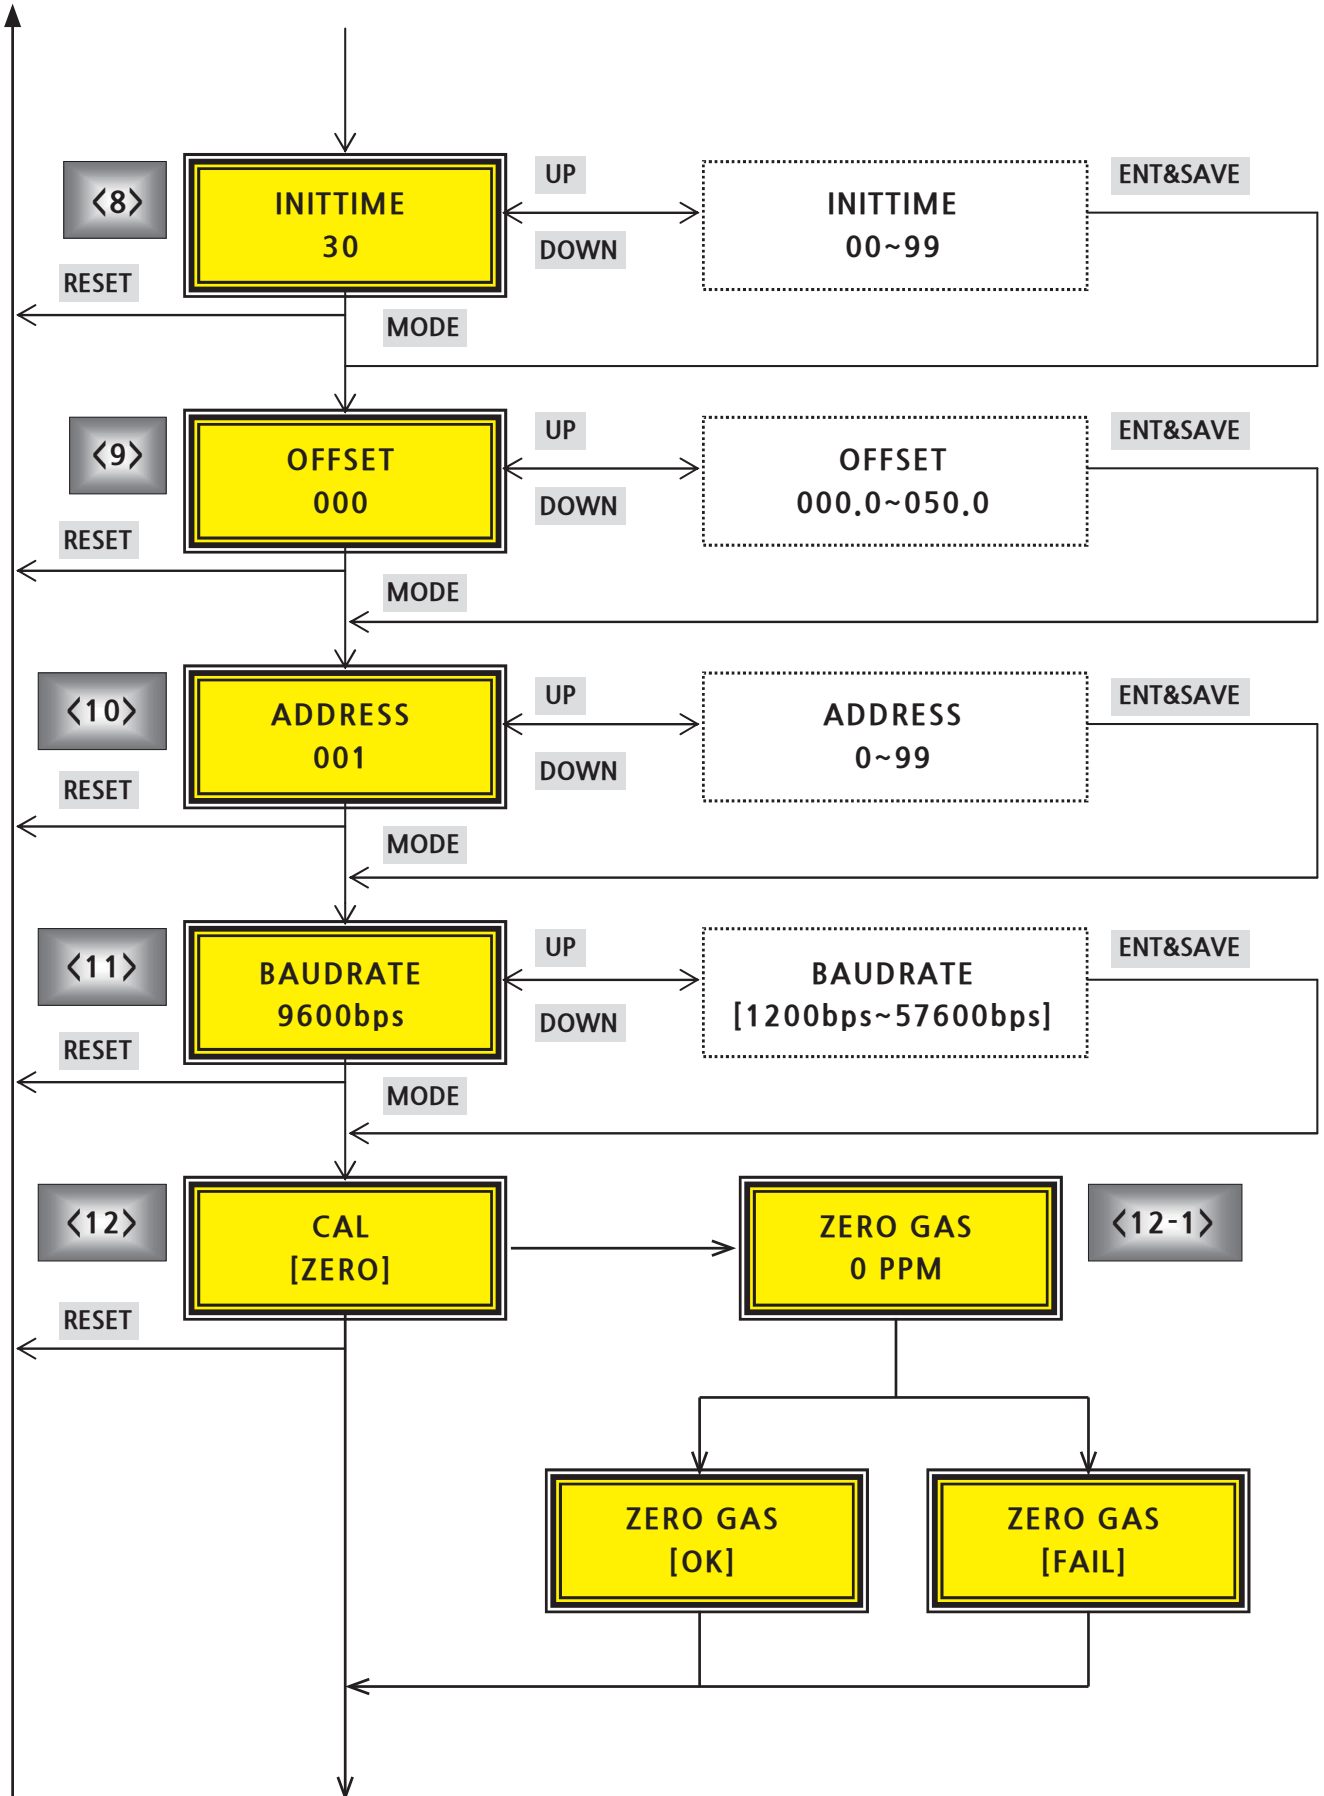 <8>
INITTIME
30
UP
DOWN
INITTIME
00~99
ENT&SAVE
RESET
MODE
<9>
OFFSET
000
UP
DOWN
OFFSET
000.0~050.0
ENT&SAVE
RESET
MODE
<10>
ADDRESS
001
UP
DOWN
ADDRESS
0~99
ENT&SAVE
RESET
MODE
<11>
BAUDRATE
9600bps
UP
DOWN
BAUDRATE
[1200bps~57600bps]
ENT&SAVE
RESET
MODE
<12>
CAL
[ZERO]
ZERO GAS
0 PPM
<12-1>
RESET
ZERO GAS
[OK]
ZERO GAS
[FAIL]